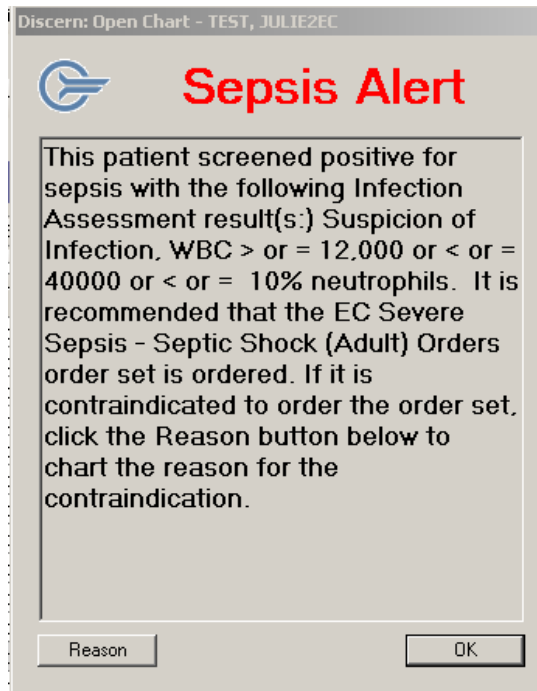 Discern: Open Chart - TEST, JULIE2EC
Sepsis Alert
This patient screened positive for
sepsis with the following Infection
Assessment result(s:) Suspicion of
Infection, WBC > or = 12,000 or < or =
40000 or < or =  10% neutrophils.  It is
recommended that the EC Severe
Sepsis - Septic Shock (Adult) Orders
order set is ordered. If it is
contraindicated to order the order set,
click the Reason button below to
chart the reason for the
contraindication.
Reason
OK